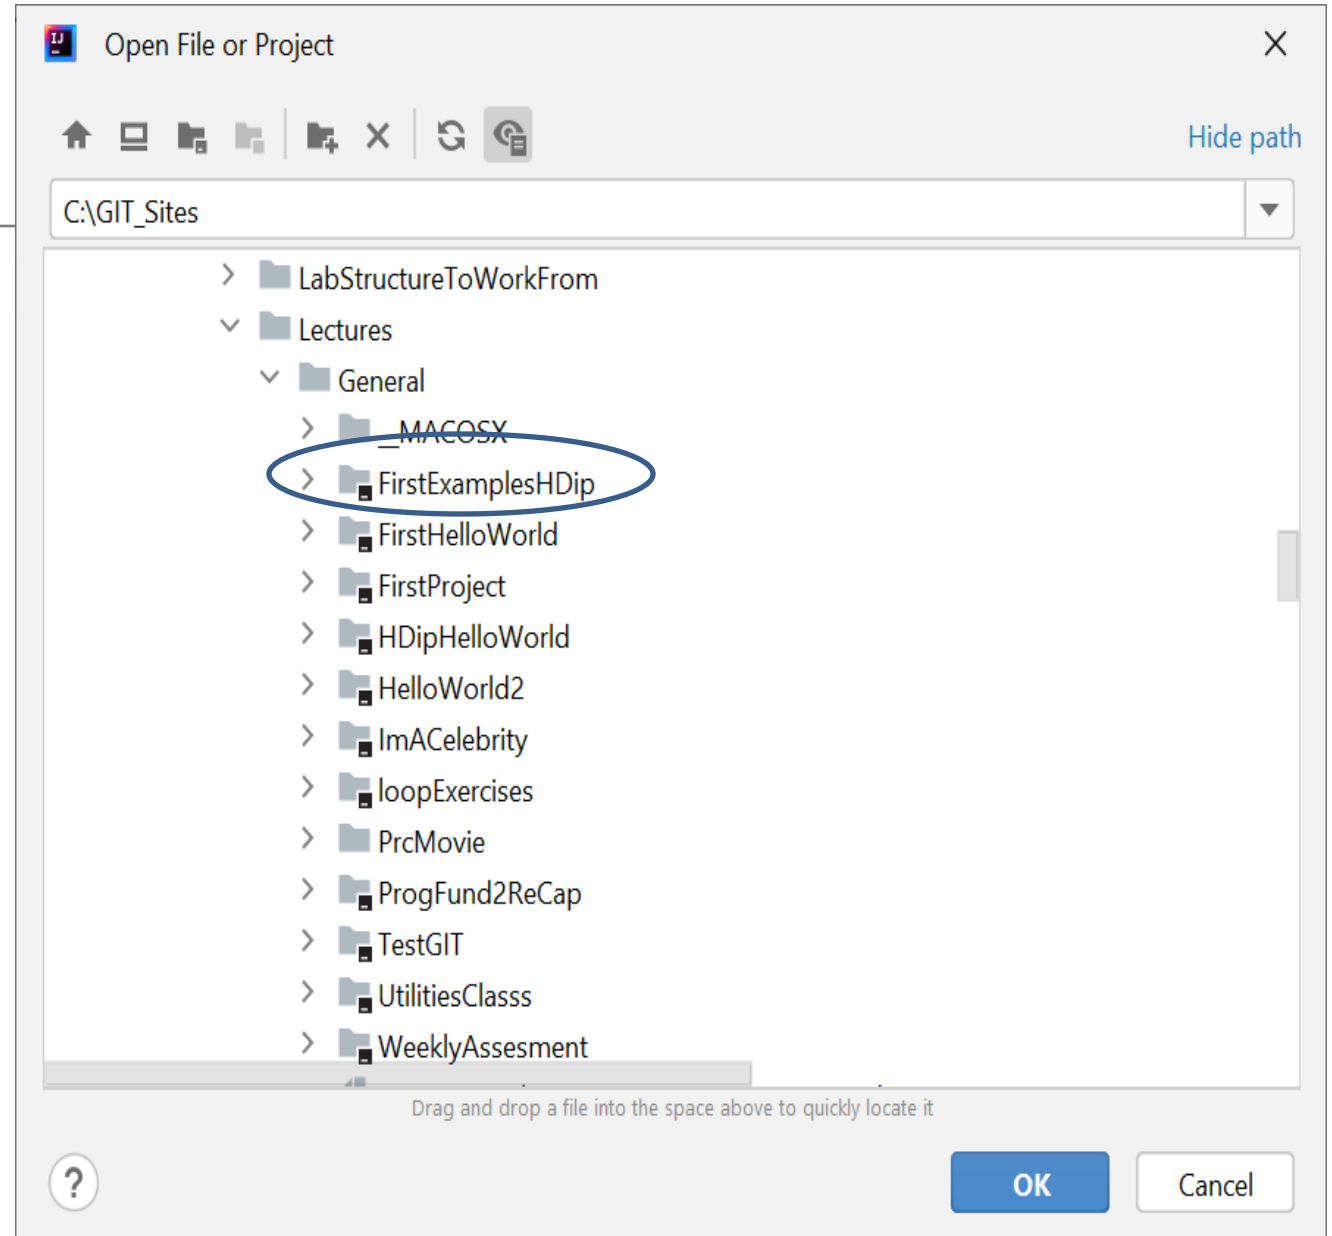 IJ
Open File or Project
Hide path
C:\GIT_Sites
LabStructureToWorkFrom
Lectures
General
__MACOSX
FirstExamplesHDip
FirstHelloWorld
FirstProject
HDipHelloWorld
HelloWorld2
ImACelebrity
loopExercises
PrcMovie
ProgFund2ReCap
TestGIT
UtilitiesClasss
WeeklyAssesment
Drag and drop a file into the space above to quickly locate it
?
OK
Cancel